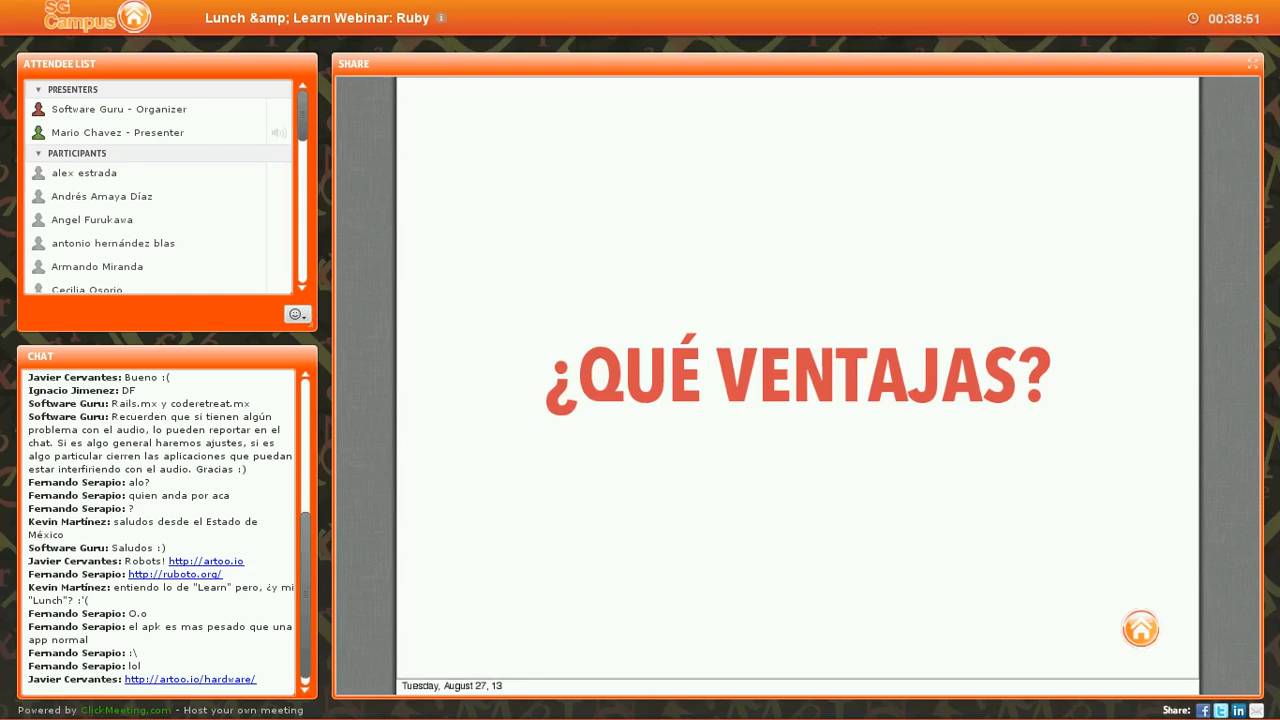 SG
Campus
Lunch &amp; Learn Webinar: Ruby
00:38:51
ATTENDEE LIST
PRESENTERS
Software Guru - Organizer
Mario Chavez - Presenter
PARTICIPANTS
alex estrada
Andrés Amaya Díaz
Angel Furukawa
antonio hernández blas
Armando Miranda
Cecilia Osorio
CHAT
Javier Cervantes: Bueno :(
Ignacio Jimenez: DF
Software Guru: Rails.mx y coderetreat.mx
Software Guru: Recuerden que si tienen algún
problema con el audio, lo pueden reportar en el
chat. Si es algo general haremos ajustes, si es
algo particular cierren las aplicaciones que puedan
estar interfiriendo con el audio. Gracias :)
Fernando Serapio: alo?
Fernando Serapio: quien anda por aca
Fernando Serapio: ?
Kevin Martínez: saludos desde el Estado de
México
Software Guru: Saludos :)
Javier Cervantes: Robots! http://artoo.io
Fernando Serapio: http://ruboto.org/
Kevin Martínez: entiendo lo de "Learn" pero, ¿y mi
"Lunch"? :'(
Fernando Serapio: O.o
Fernando Serapio: el apk es mas pesado que una
app normal
Fernando Serapio: :\
Fernando Serapio: lol
Javier Cervantes: http://artoo.io/hardware/
SHARE
¿QUÉ VENTAJAS?
Tuesday, August 27, 13
Powered by ClickMeeting.com - Host your own meeting
Share: